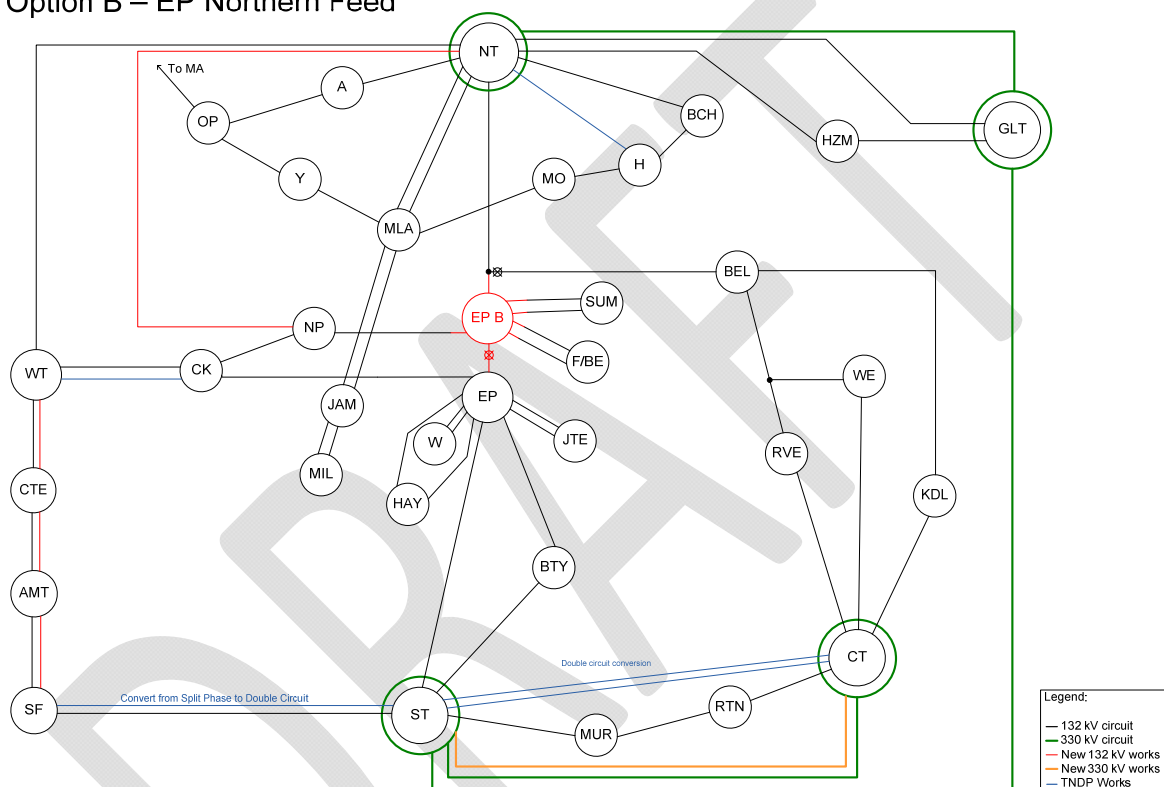 Option B – EP Northern Feed
NT
To MA
A
OP
BCH
GLT
HZM
H
Y
MO
MLA
BEL
SUM
EP B
NP
F/BE
WT
CK
WE
EP
JAM
JTE
W
RVE
MIL
CTE
KDL
HAY
BTY
AMT
CT
Double circuit conversion
Convert from Split Phase to Double Circuit
SF
ST
RTN
MUR
Legend:
132 kV circuit
330 kV circuit
New 132 kV works
New 330 kV works
TNDP Works
DRAFT